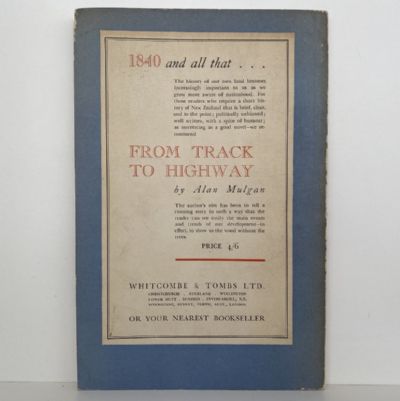 1840 and all that . . .
The history of our own land becomes
increasingly important to us as we
grow more aware of nationhood. For
those readers who require a short his-
tory of New Zealand that is brief, clear,
and to the point; politically unbiased;
well written, with a spice of humour;
as interesting as a good novel—we re-
commend
FROM TRACK
TO HIGHWAY
by Alan Mulgan
The author's aim has been to tell a
running story in such a way that the
reader can see easily the main events
and trends of our development—in
effort, to show us the wood without the
trees.
PRICE 4/6
WHITCOMBE & TOMBS LTD.
CHRISTCHURCH AUCKLAND WELLINGTON
LOWER HUTT DUNEDIN INVERCARGILL, N.Z.
MELBOURNE, SYDNEY, PERTH, LONDON
OR YOUR NEAREST BOOKSELLER